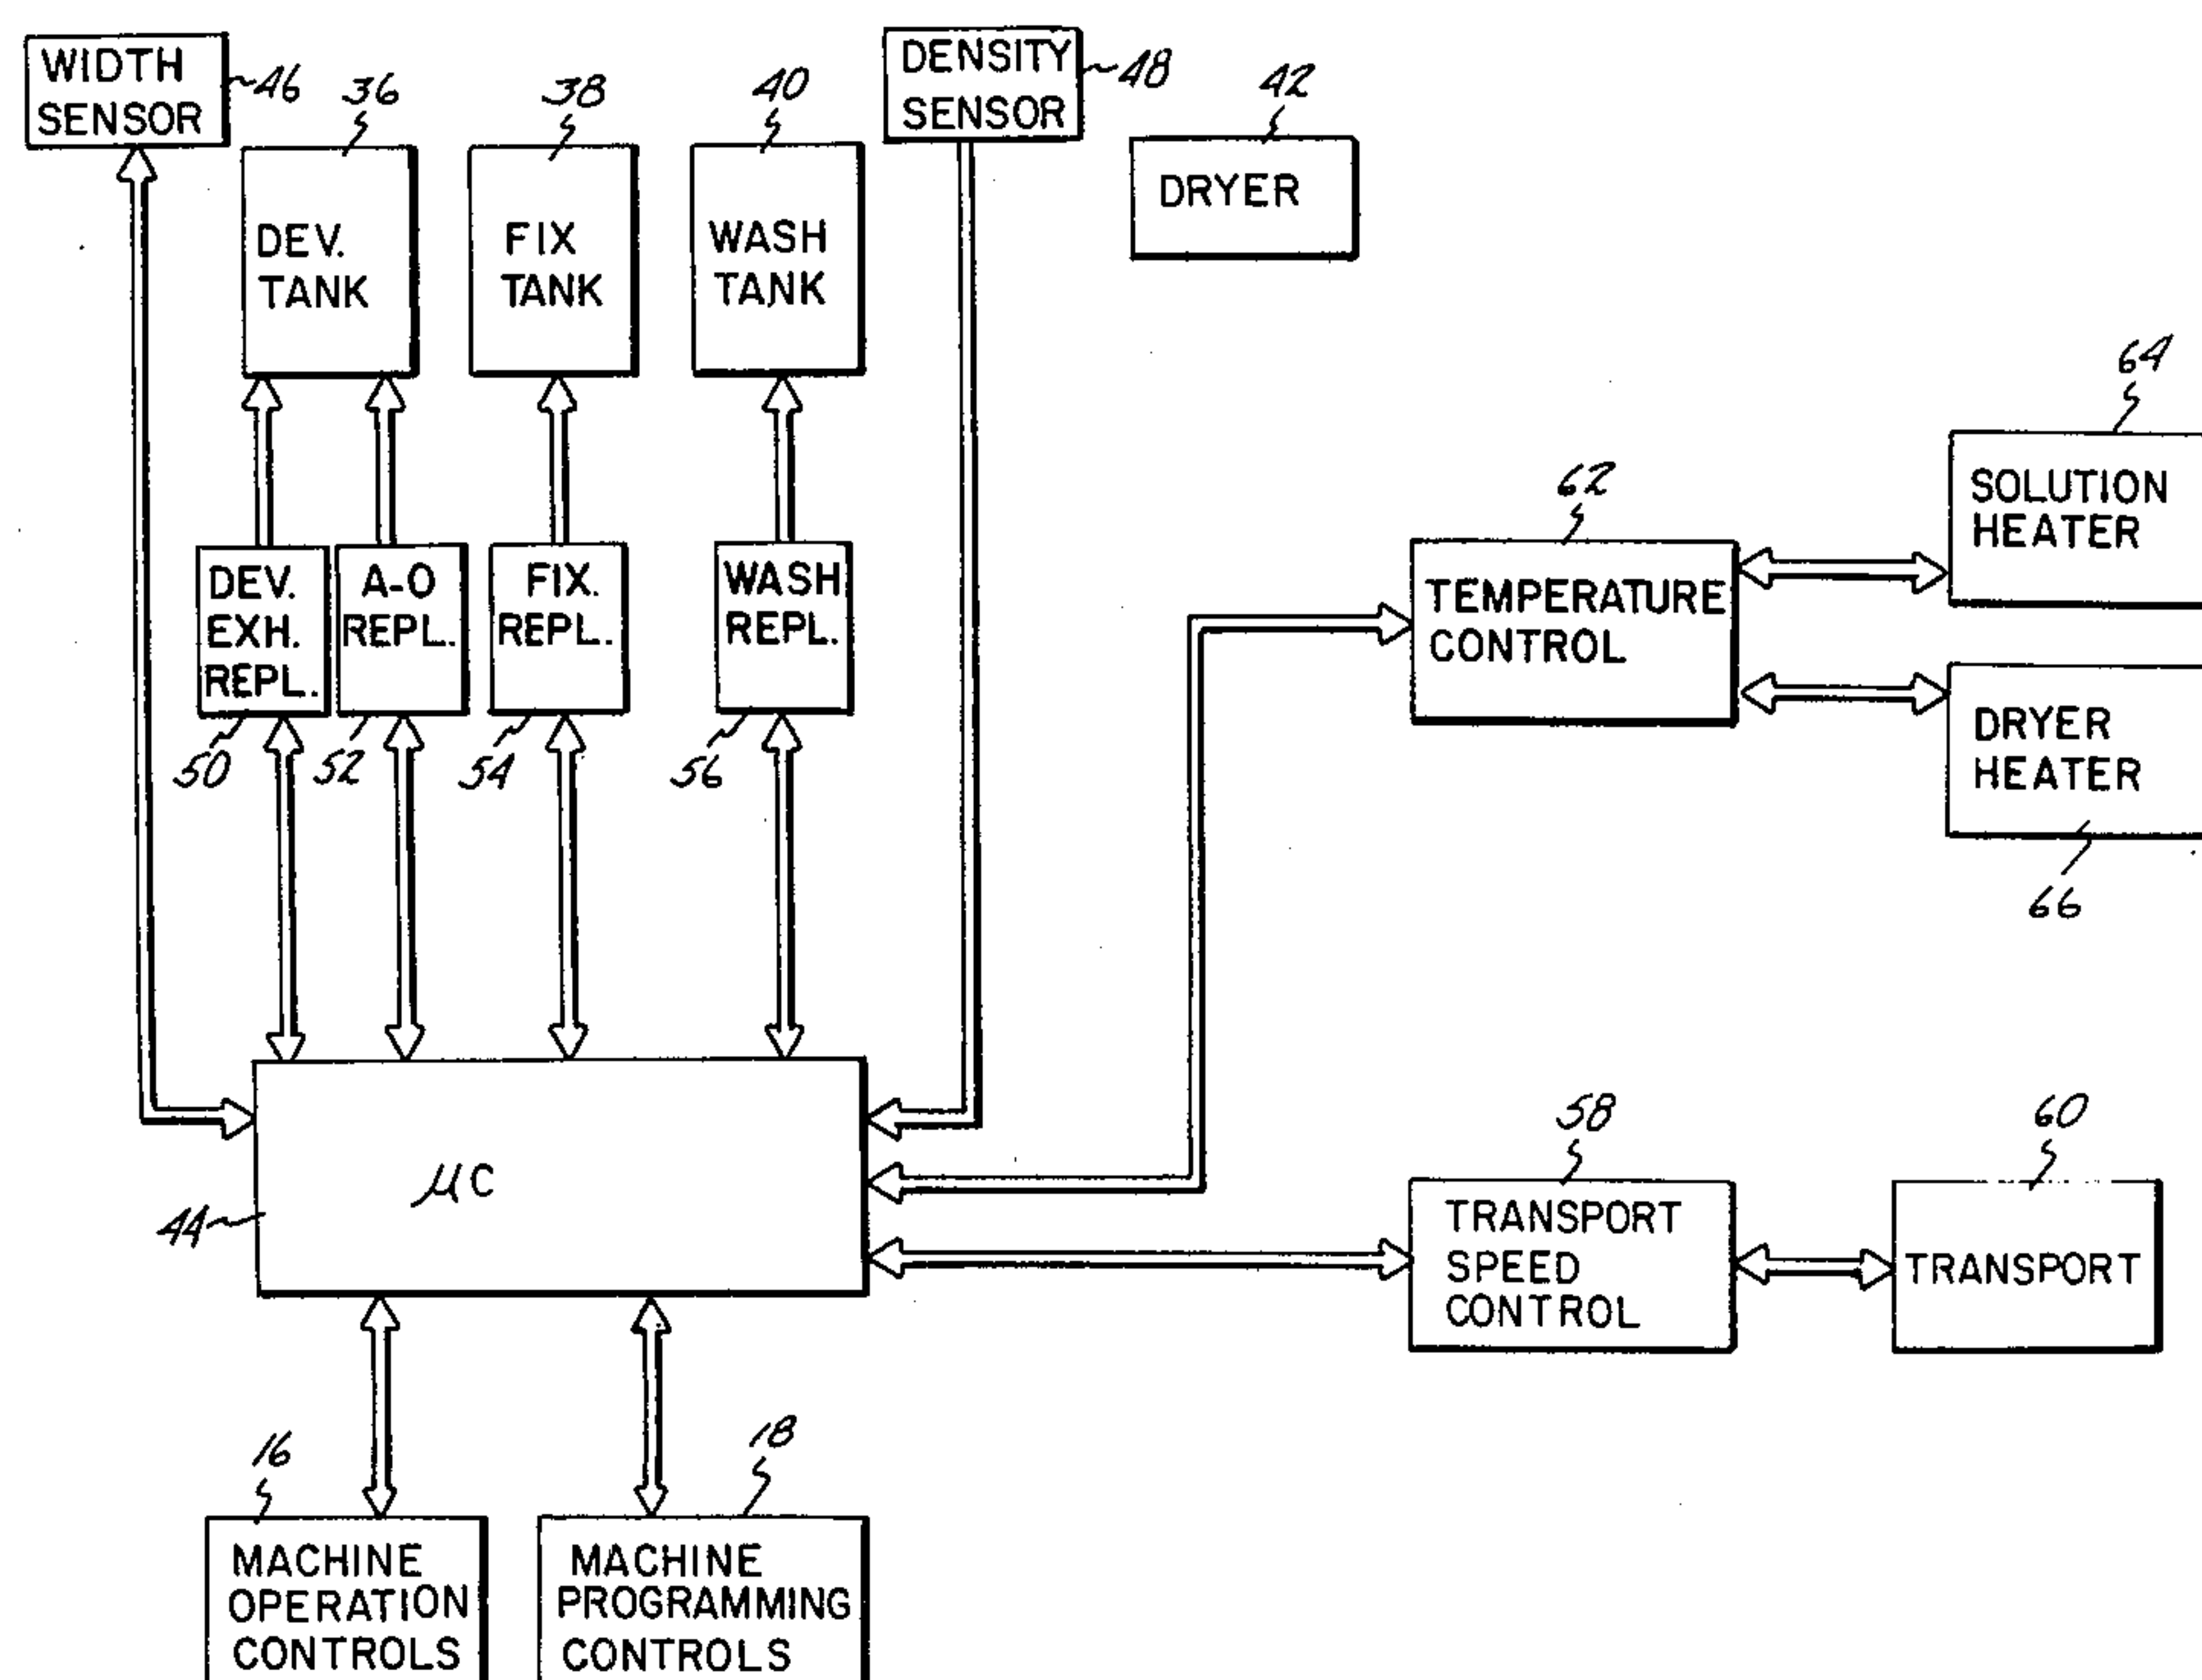 WIDTH
SENSOR
46
36
38
40
DENSITY
SENSOR
48
42
DEV.
TANK
FIX
TANK
WASH
TANK
DRYER
64
SOLUTION
HEATER
62
TEMPERATURE
CONTROL
DEV.
EXH.
REPL.
A-O
REPL.
FIX.
REPL.
WASH
REPL.
50
52
54
56
DRYER
HEATER
66
μC
44
58
60
TRANSPORT
SPEED
CONTROL
TRANSPORT
16
18
MACHINE
OPERATION
CONTROLS
MACHINE
PROGRAMMING
CONTROLS